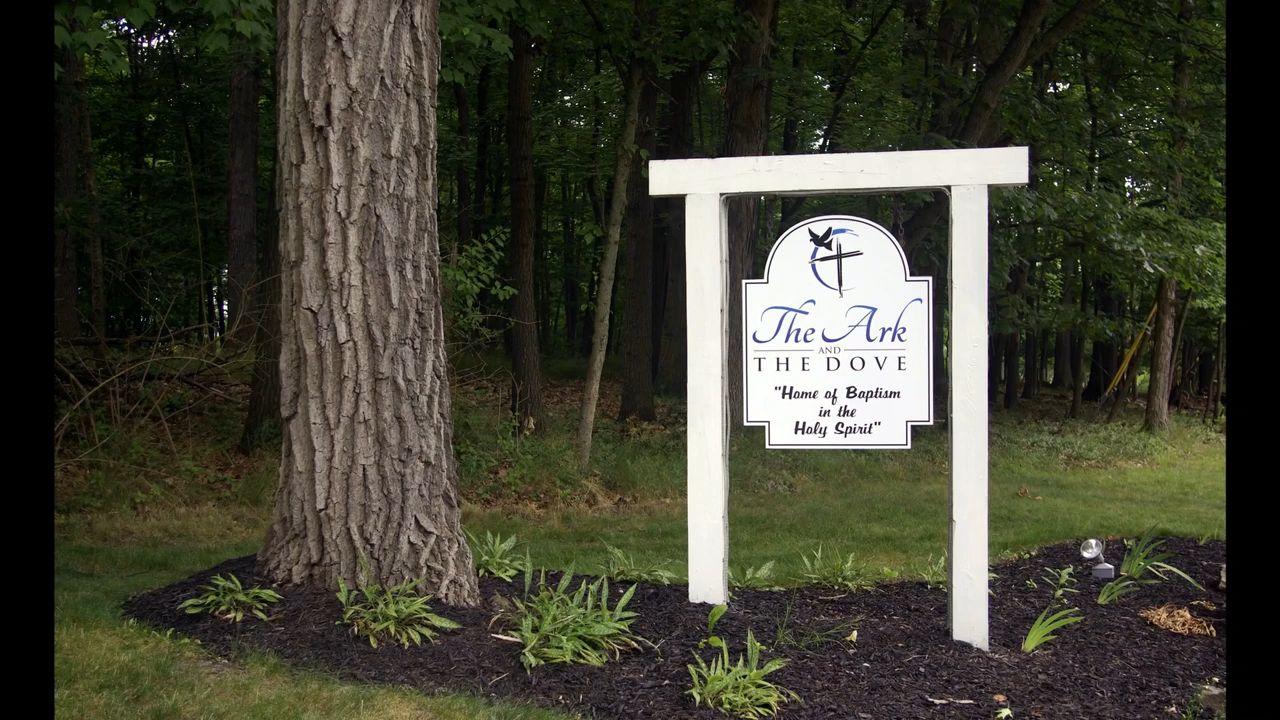 The Ark
AND
THE DOVE
"Home of Baptism
in the
Holy Spirit"